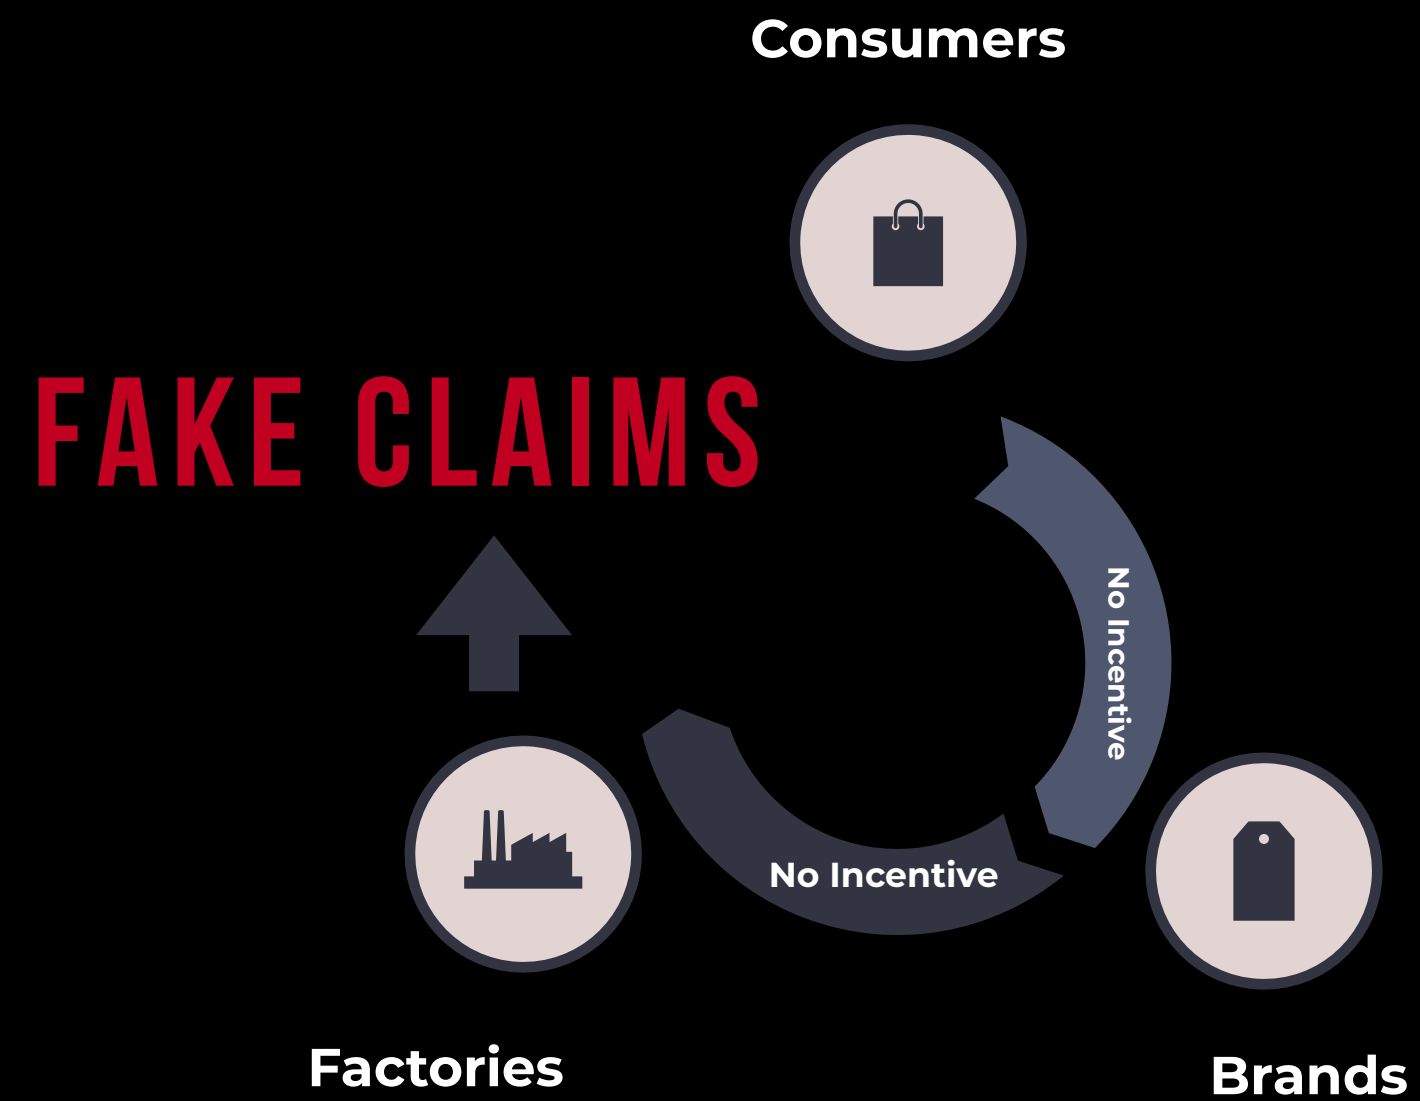 Consumers
FAKE CLAIMS
No Incentive
No Incentive
Factories
Brands